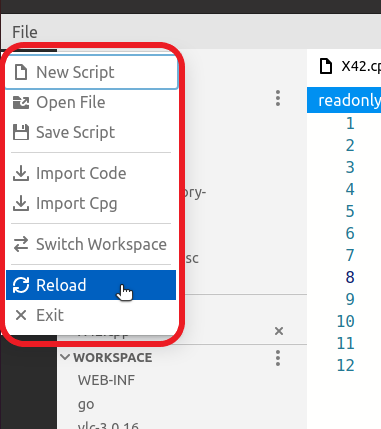 File
New Script
Open File
Save Script
Import Code
Import Cpg
Switch Workspace
Reload
Exit
ory-
sc
WORKSPACE
WEB-INF
go
vlc-3.0.16
X42.cp
readonly
1
2
3
4
5
6
7
8
9
10
11
12